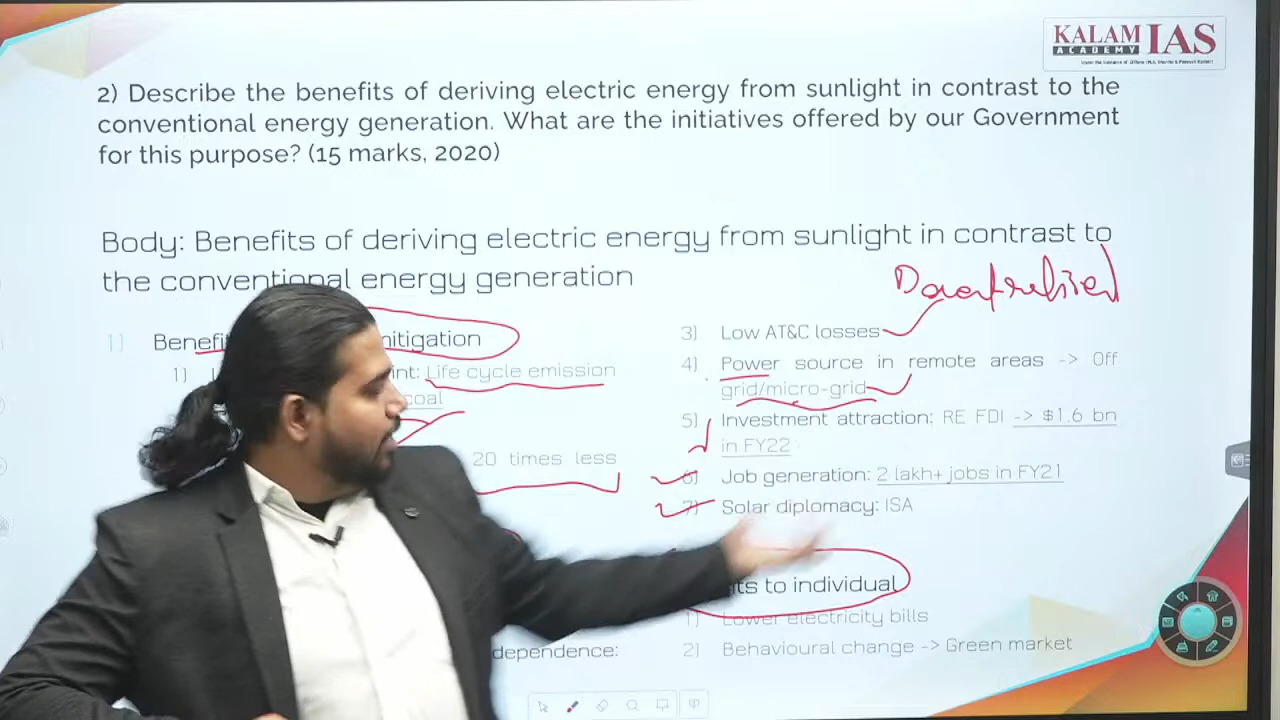 KALAM IAS
ACADEMY
2) Describe the benefits of deriving electric energy from sunlight in contrast to the
conventional energy generation. What are the initiatives offered by our Government
for this purpose? (15 marks, 2020)
Body: Benefits of deriving electric energy from sunlight in contrast to
the conventional energy generation
Decentralised
1) Benefi mitigation
1) int: Life cycle emission
coal
20 times less
dependence:
3) Low AT&C losses
4) Power source in remote areas -> Off
grid/micro-grid
5) Investment attraction: RE FDI -> $1.6 bn
in FY22
6) Job generation: 2 lakh+ jobs in FY21
7) Solar diplomacy: ISA
its to individual
1) Lower electricity bills
2) Behavioural change -> Green market